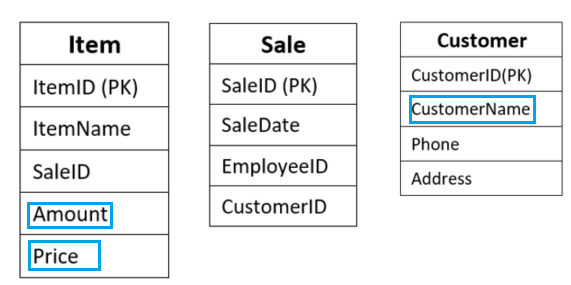 Item
ItemID (PK)
ItemName
SaleID
Amount
Price
Sale
SaleID (PK)
SaleDate
EmployeeID
CustomerID
Customer
CustomerID(PK)
CustomerName
Phone
Address